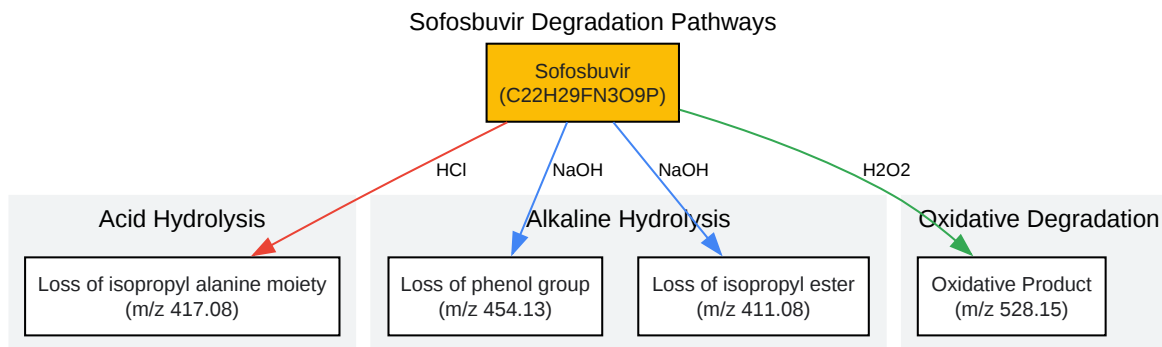 Sofosbuvir Degradation Pathways
Sofosbuvir
(C22H29FN3O9P)
HCl
NaOH
NaOH
H2O2
Acid Hydrolysis
Alkaline Hydrolysis
Oxidative Degradation
Loss of isopropyl alanine moiety
(m/z 417.08)
Loss of phenol group
(m/z 454.13)
Loss of isopropyl ester
(m/z 411.08)
Oxidative Product
(m/z 528.15)